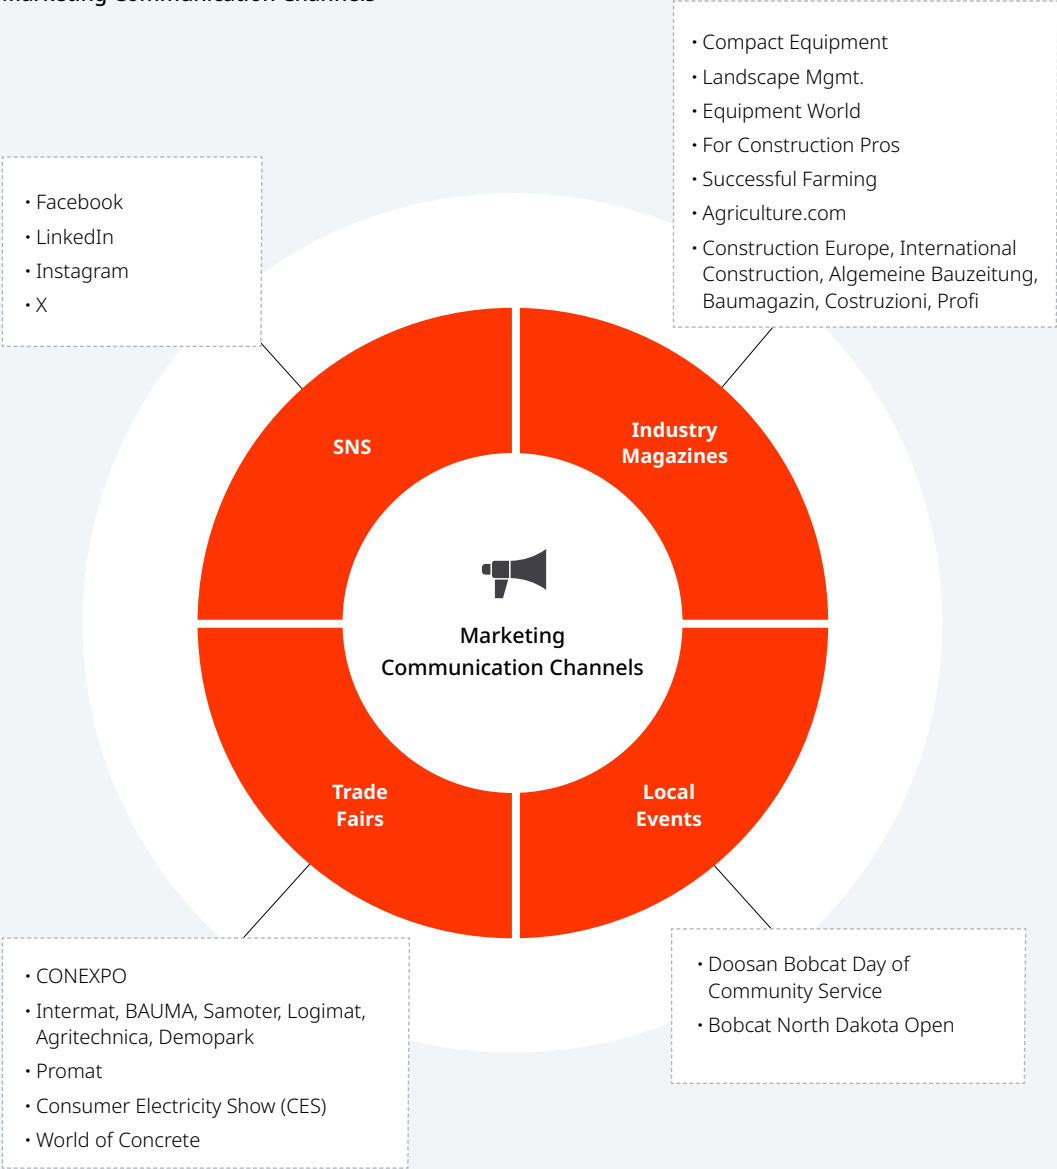 Marketing Communication Channels
· Compact Equipment
· Landscape Mgmt.
· Equipment World
· For Construction Pros
· Successful Farming
· Agriculture.com
· Construction Europe, International
Construction, Algemeine Bauzeitung,
Baumagazin, Costruzioni, Profi
· Facebook
· LinkedIn
· Instagram
· X
SNS
Industry
Magazines
Marketing
Communication Channels
Trade
Fairs
Local
Events
· CONEXPO
· Intermat, BAUMA, Samoter, Logimat,
Agritechnica, Demopark
· Promat
· Consumer Electricity Show (CES)
· World of Concrete
· Doosan Bobcat Day of
Community Service
· Bobcat North Dakota Open